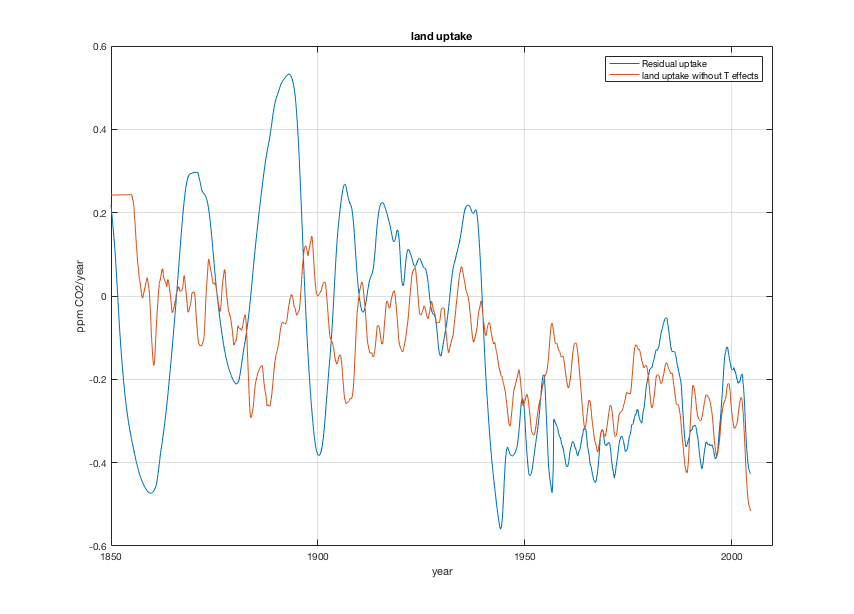 land uptake
Residual uptake
land uptake without T effects
0.6
0.4
0.2
0
-0.2
-0.4
-0.6
ppm CO2/year
1850
1900
1950
2000
year